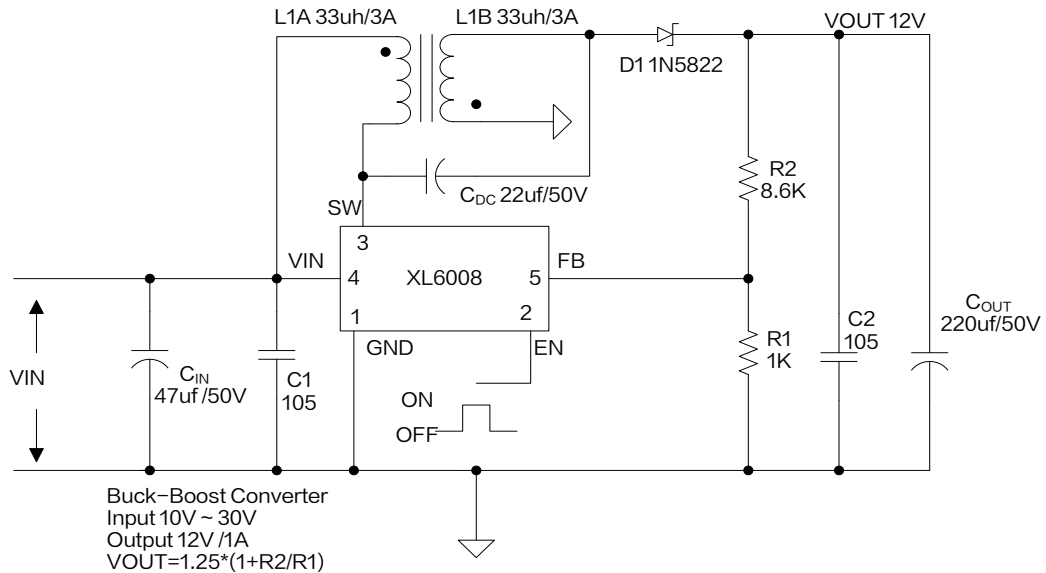 L1A 33uh/3A
L1B 33uh/3A
VOUT 12V
D1 1N5822
R2
8.6K
CDC 22uf/50V
SW
3
VIN
4
XL6008
5
FB
1
2
GND
EN
R1
1K
C2
105
COUT
220uf/50V
VIN
CIN
47uf/50V
C1
105
ON
OFF
Buck-Boost Converter
Input 10V ~ 30V
Output 12V /1A
VOUT=1.25*(1+R2/R1)